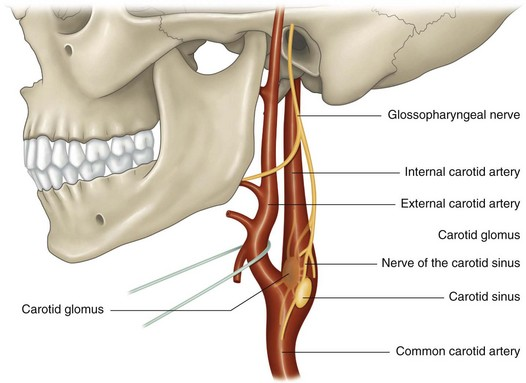 Glossopharyngeal nerve
Internal carotid artery
External carotid artery
Carotid glomus
Nerve of the carotid sinus
Carotid sinus
Carotid glomus
Common carotid artery